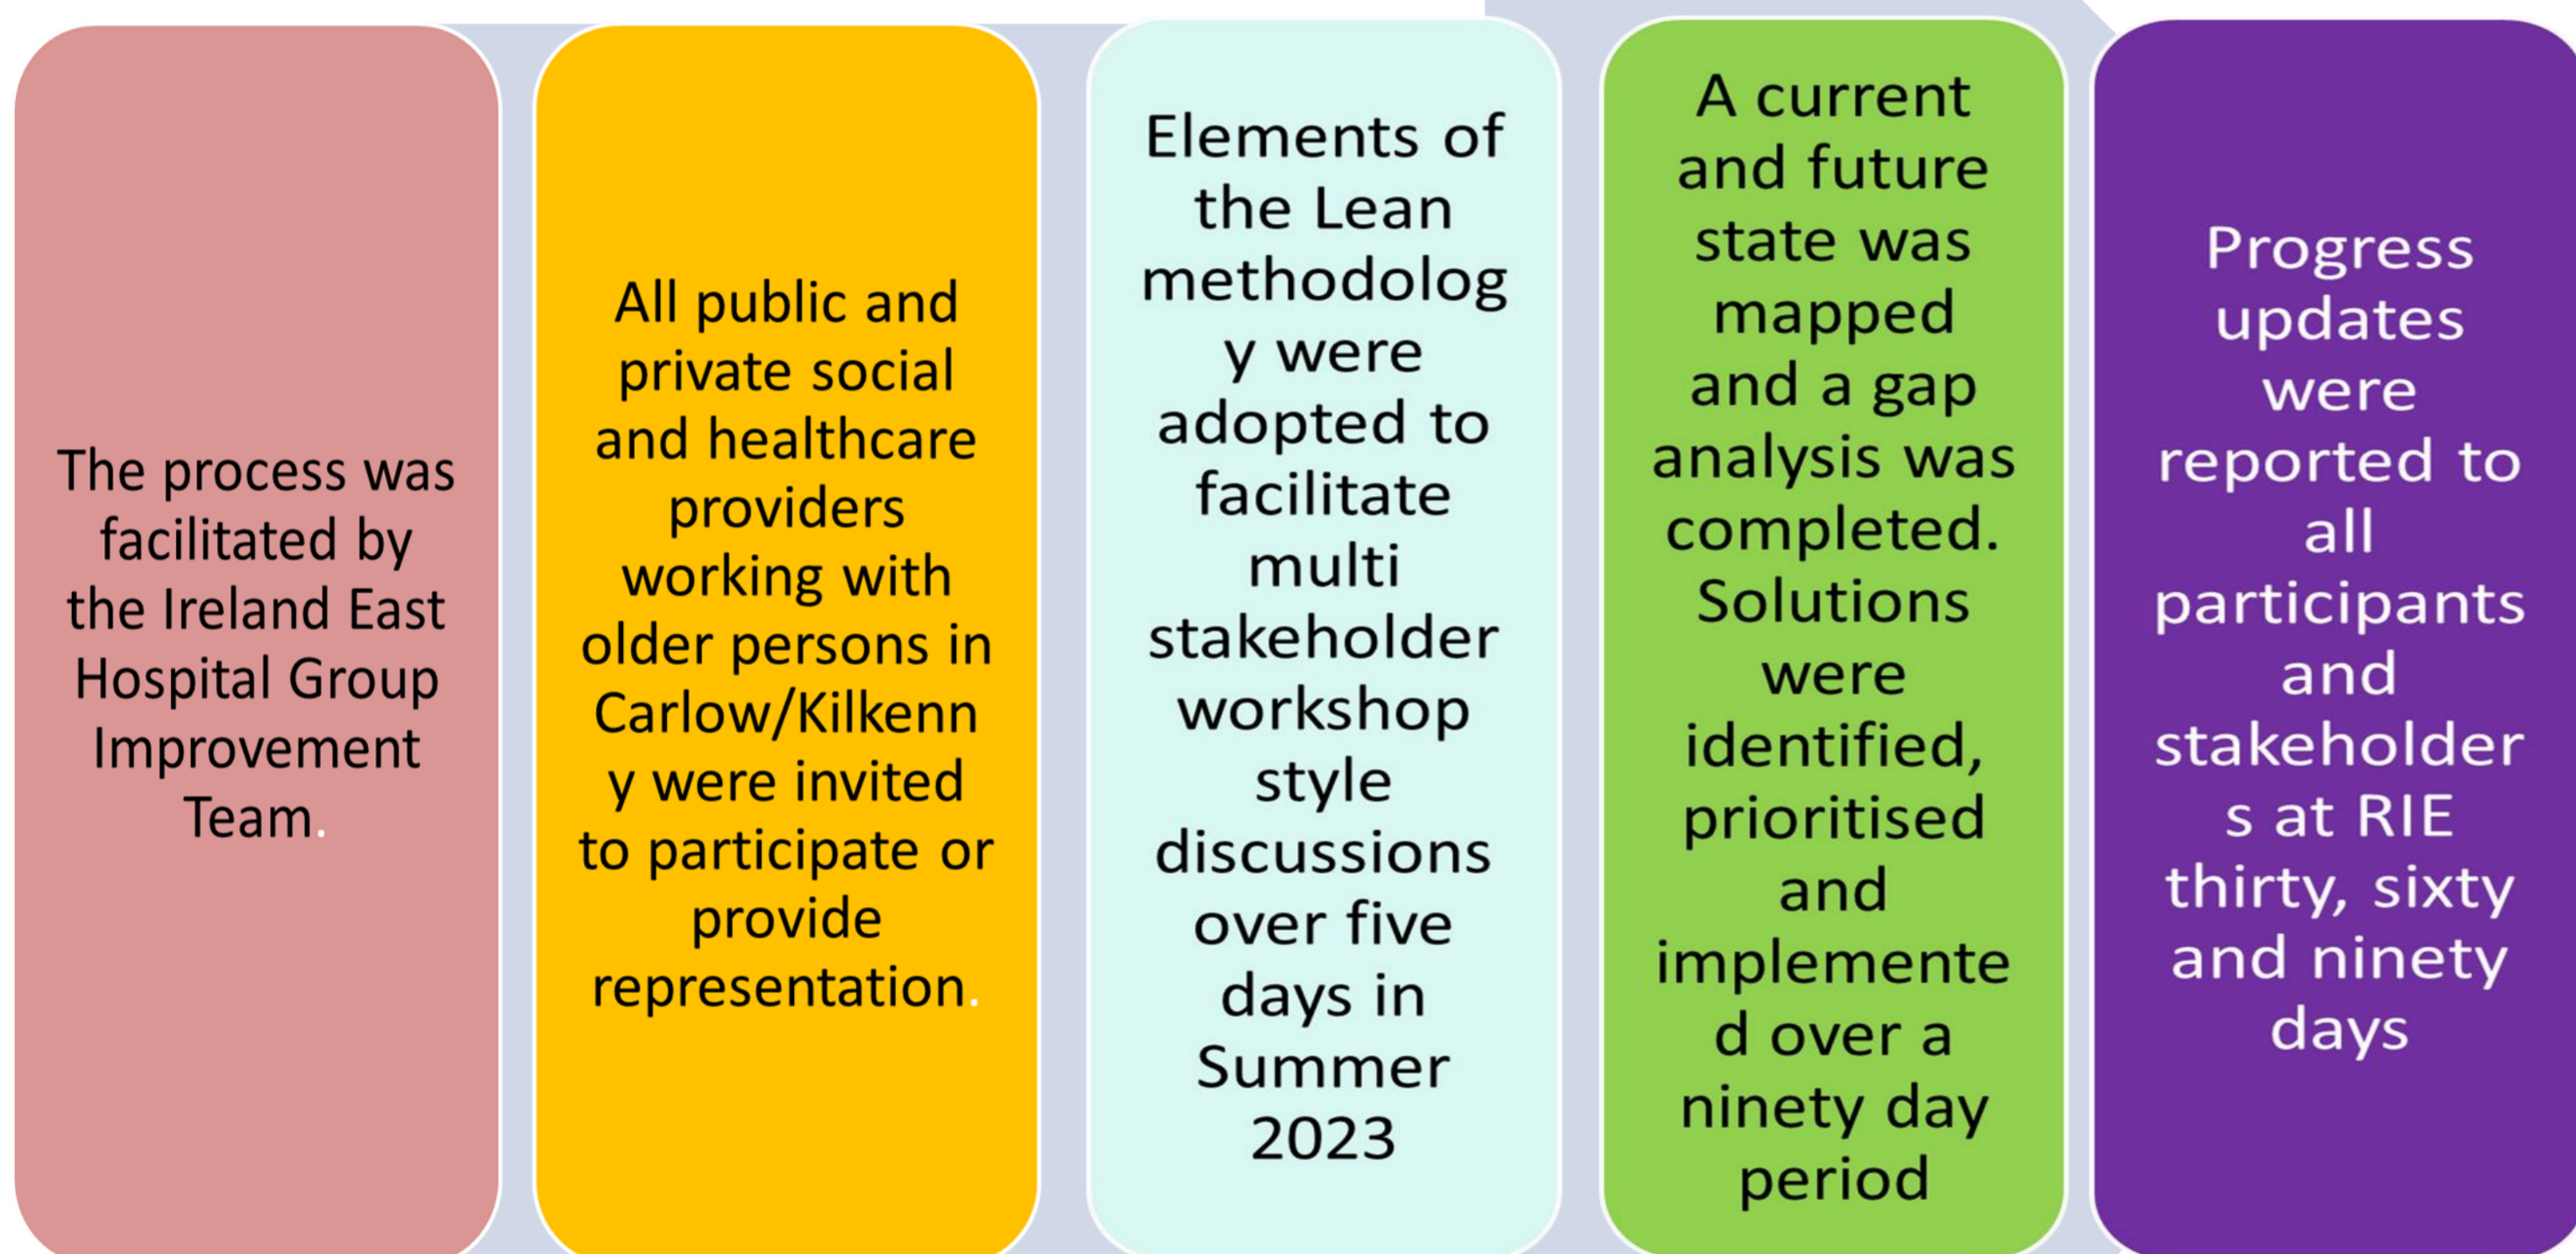 The process was
facilitated by
the Ireland East
Hospital Group
Improvement
Team.
All public and
private social
and healthcare
providers
working with
older persons in
Carlow/Kilkenn
y were invited
to participate or
provide
representation.
Elements of
the Lean
methodolog
y were
adopted to
facilitate
multi
stakeholder
workshop
style
discussions
over five
days in
Summer
2023
A current
and future
state was
mapped
and a gap
analysis was
completed.
Solutions
were
identified,
prioritised
and
implemente
d over a
ninety day
period
Progress
updates
were
reported to
all
participants
and
stakeholder
s at RIE
thirty, sixty
and ninety
days